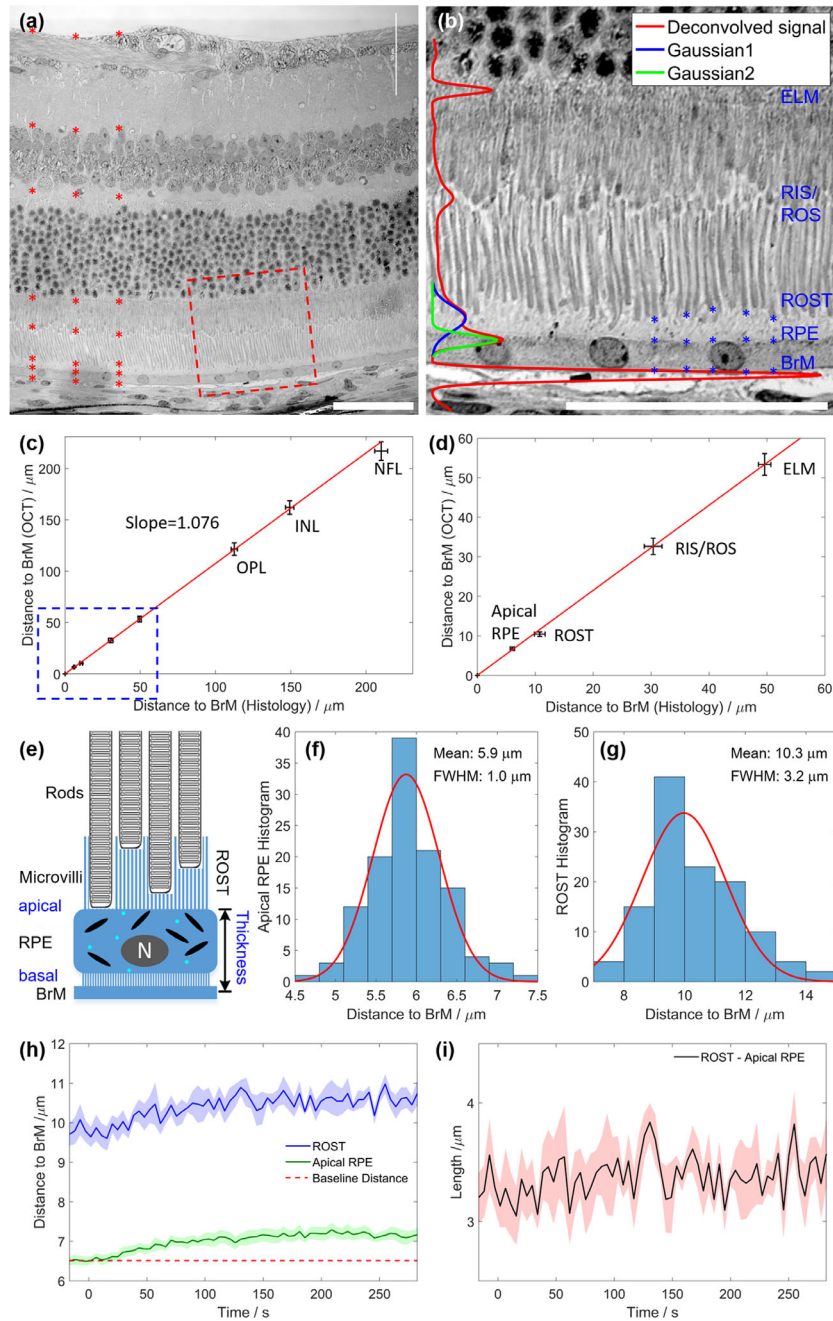 (a)
(b)
Deconvolved signal
Gaussian1
Gaussian2
ELM
RIS/
ROS
ROST
RPE
BrM
(c)
Distance to BrM (OCT) / μm
200
150
100
50
0
Slope=1.076
NFL
INL
OPL
0 50 100 150 200
Distance to BrM (Histology) / μm
(d)
Distance to BrM (OCT) / μm
60
50
40
30
20
10
0
ELM
RIS/ROS
Apical
RPE
ROST
0 10 20 30 40 50 60
Distance to BrM (Histology) / μm
(e)
Rods
Microvilli
apical
RPE
basal
BrM
N
ROST
Thickness
(f)
Apical RPE Histogram
40
35
30
25
20
15
10
5
0
Mean: 5.9 μm
FWHM: 1.0 μm
4.5 5 5.5 6 6.5 7 7.5
Distance to BrM / μm
(g)
ROST Histogram
50
40
30
20
10
0
Mean: 10.3 μm
FWHM: 3.2 μm
8 10 12 14
Distance to BrM / μm
(h)
Distance to BrM /μm
12
11
10
9
8
7
6
ROST
Apical RPE
Baseline Distance
0 50 100 150 200 250
Time / s
(i)
ROST - Apical RPE
Length /μm
4
3
0 50 100 150 200 250
Time / s